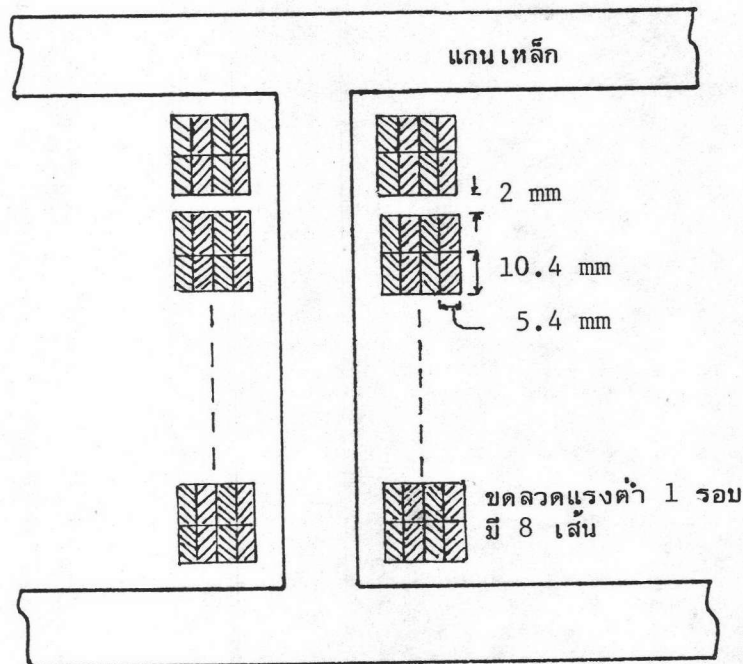 แกนเหล็ก
2 mm
10.4 mm
5.4 mm
ขดลวดแรงต่ำ 1 รอบ
มี 8 เส้น